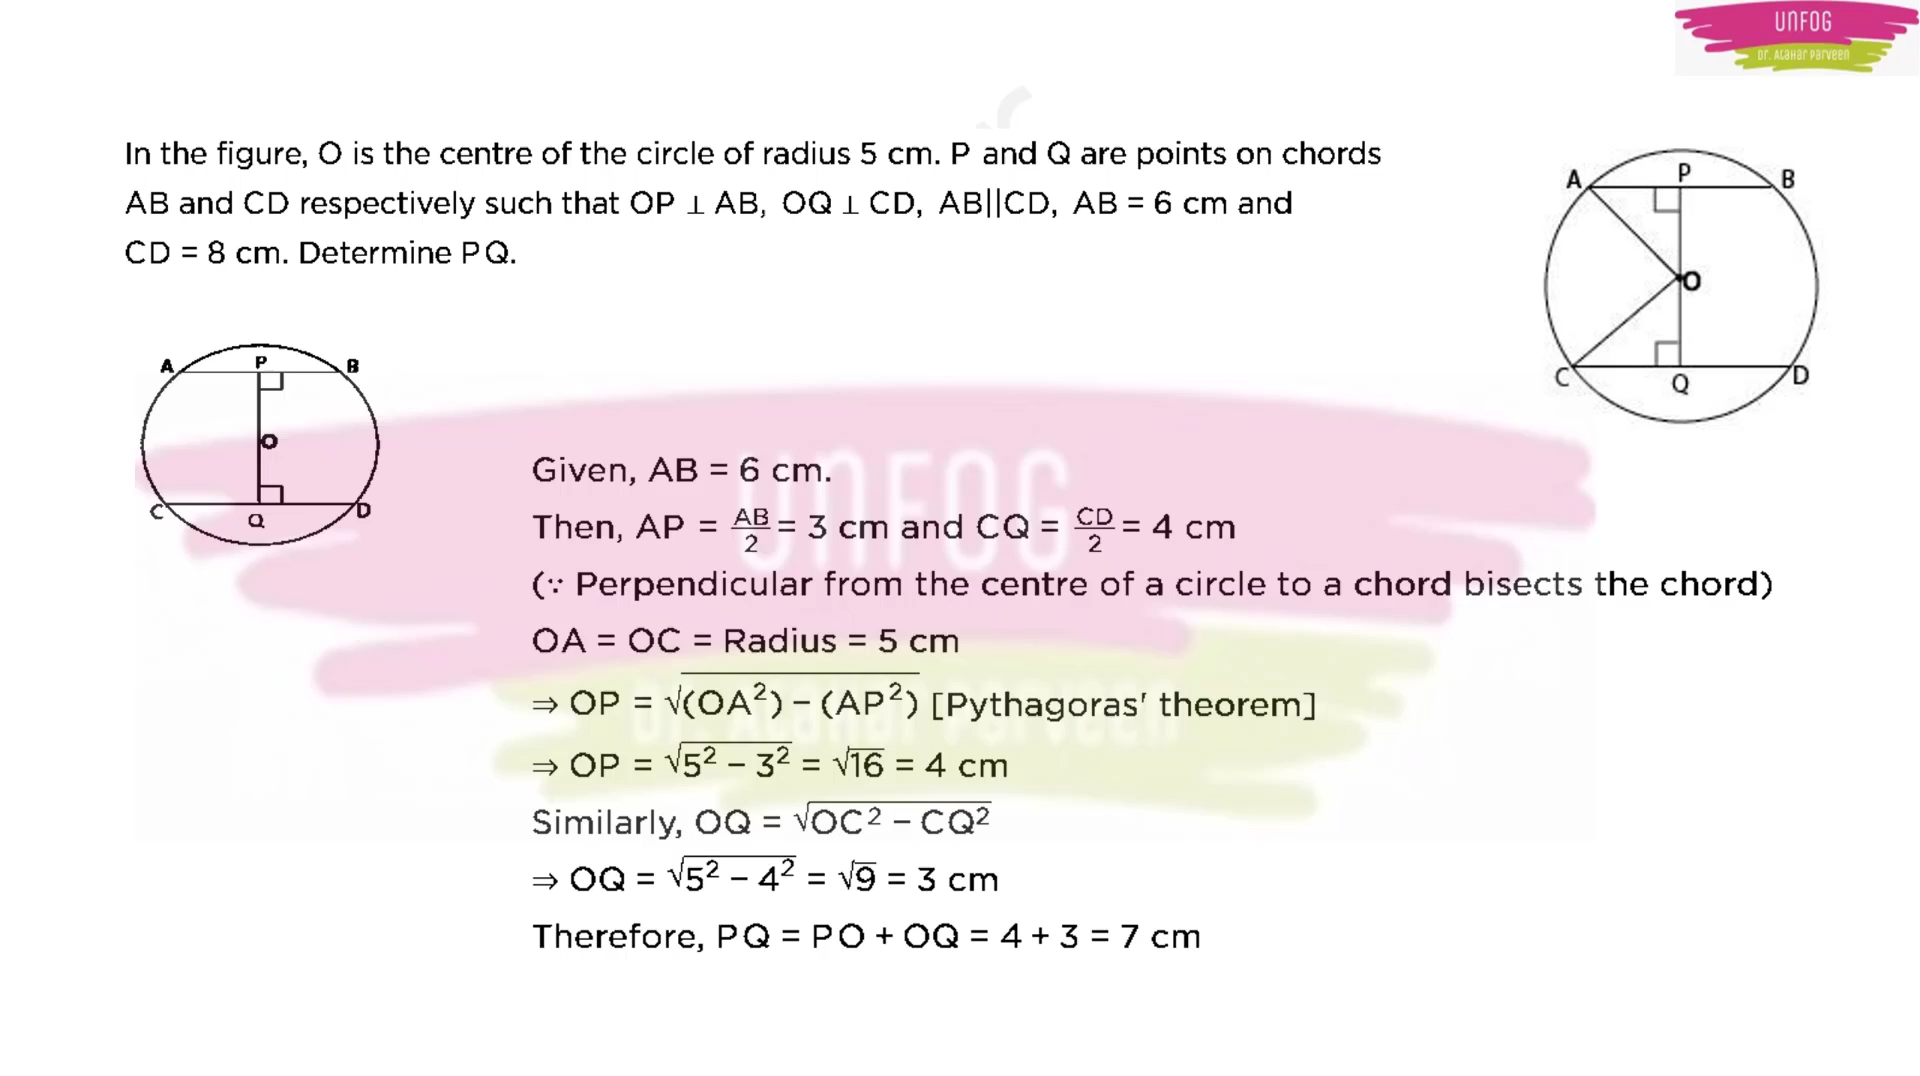 UNFOG
Dr. Atahar Parveen
In the figure, O is the centre of the circle of radius 5 cm. P and Q are points on chords
AB and CD respectively such that OP ⊥ AB, OQ ⊥ CD, AB||CD, AB = 6 cm and
CD = 8 cm. Determine PQ.
A P B
O
C Q D
A P B
O
C Q D
UNFOG
Dr. Atahar Parveen
Given, AB = 6 cm.
Then, AP = AB/2 = 3 cm and CQ = CD/2 = 4 cm
(∵ Perpendicular from the centre of a circle to a chord bisects the chord)
OA = OC = Radius = 5 cm
⇒ OP = √(OA²) − (AP²) [Pythagoras' theorem]
⇒ OP = √5² − 3² = √16 = 4 cm
Similarly, OQ = √OC² − CQ²
⇒ OQ = √5² − 4² = √9 = 3 cm
Therefore, PQ = PO + OQ = 4 + 3 = 7 cm